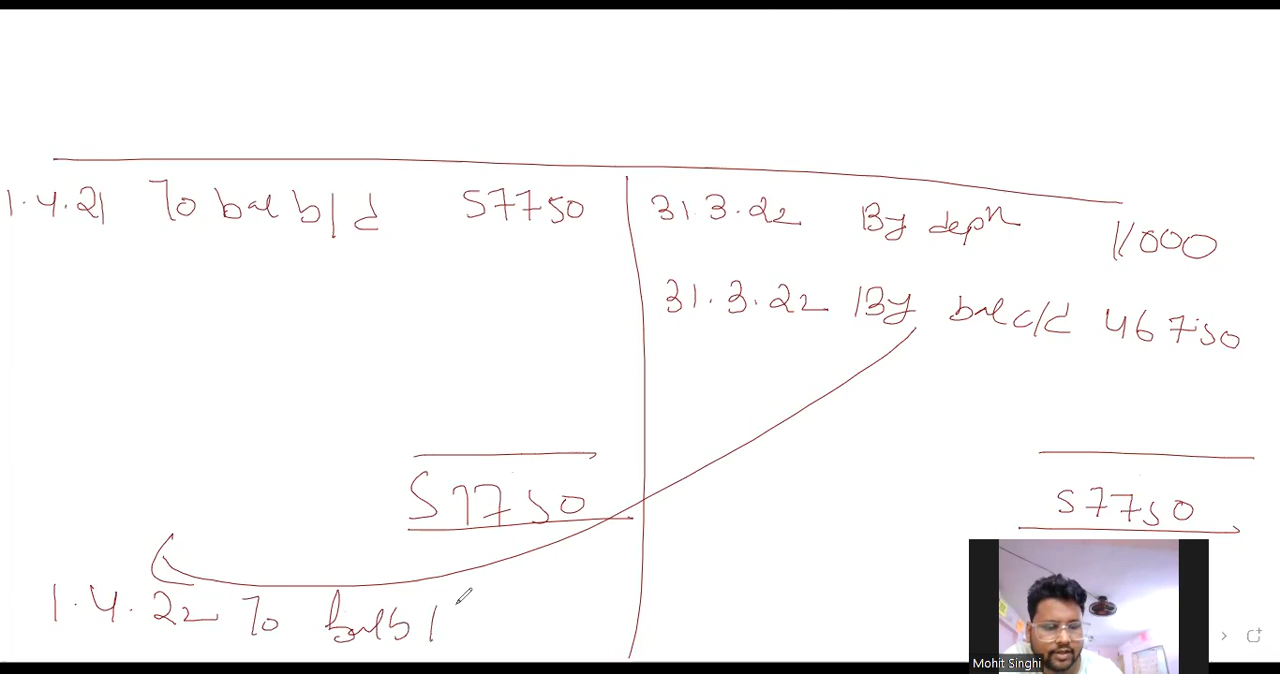 1.4.21 To bal b/d 57750 31.3.22 By depn 11000
31.3.22 By bal c/d 46750
57750 57750
1.4.22 To bal b/
Mohit Singhi